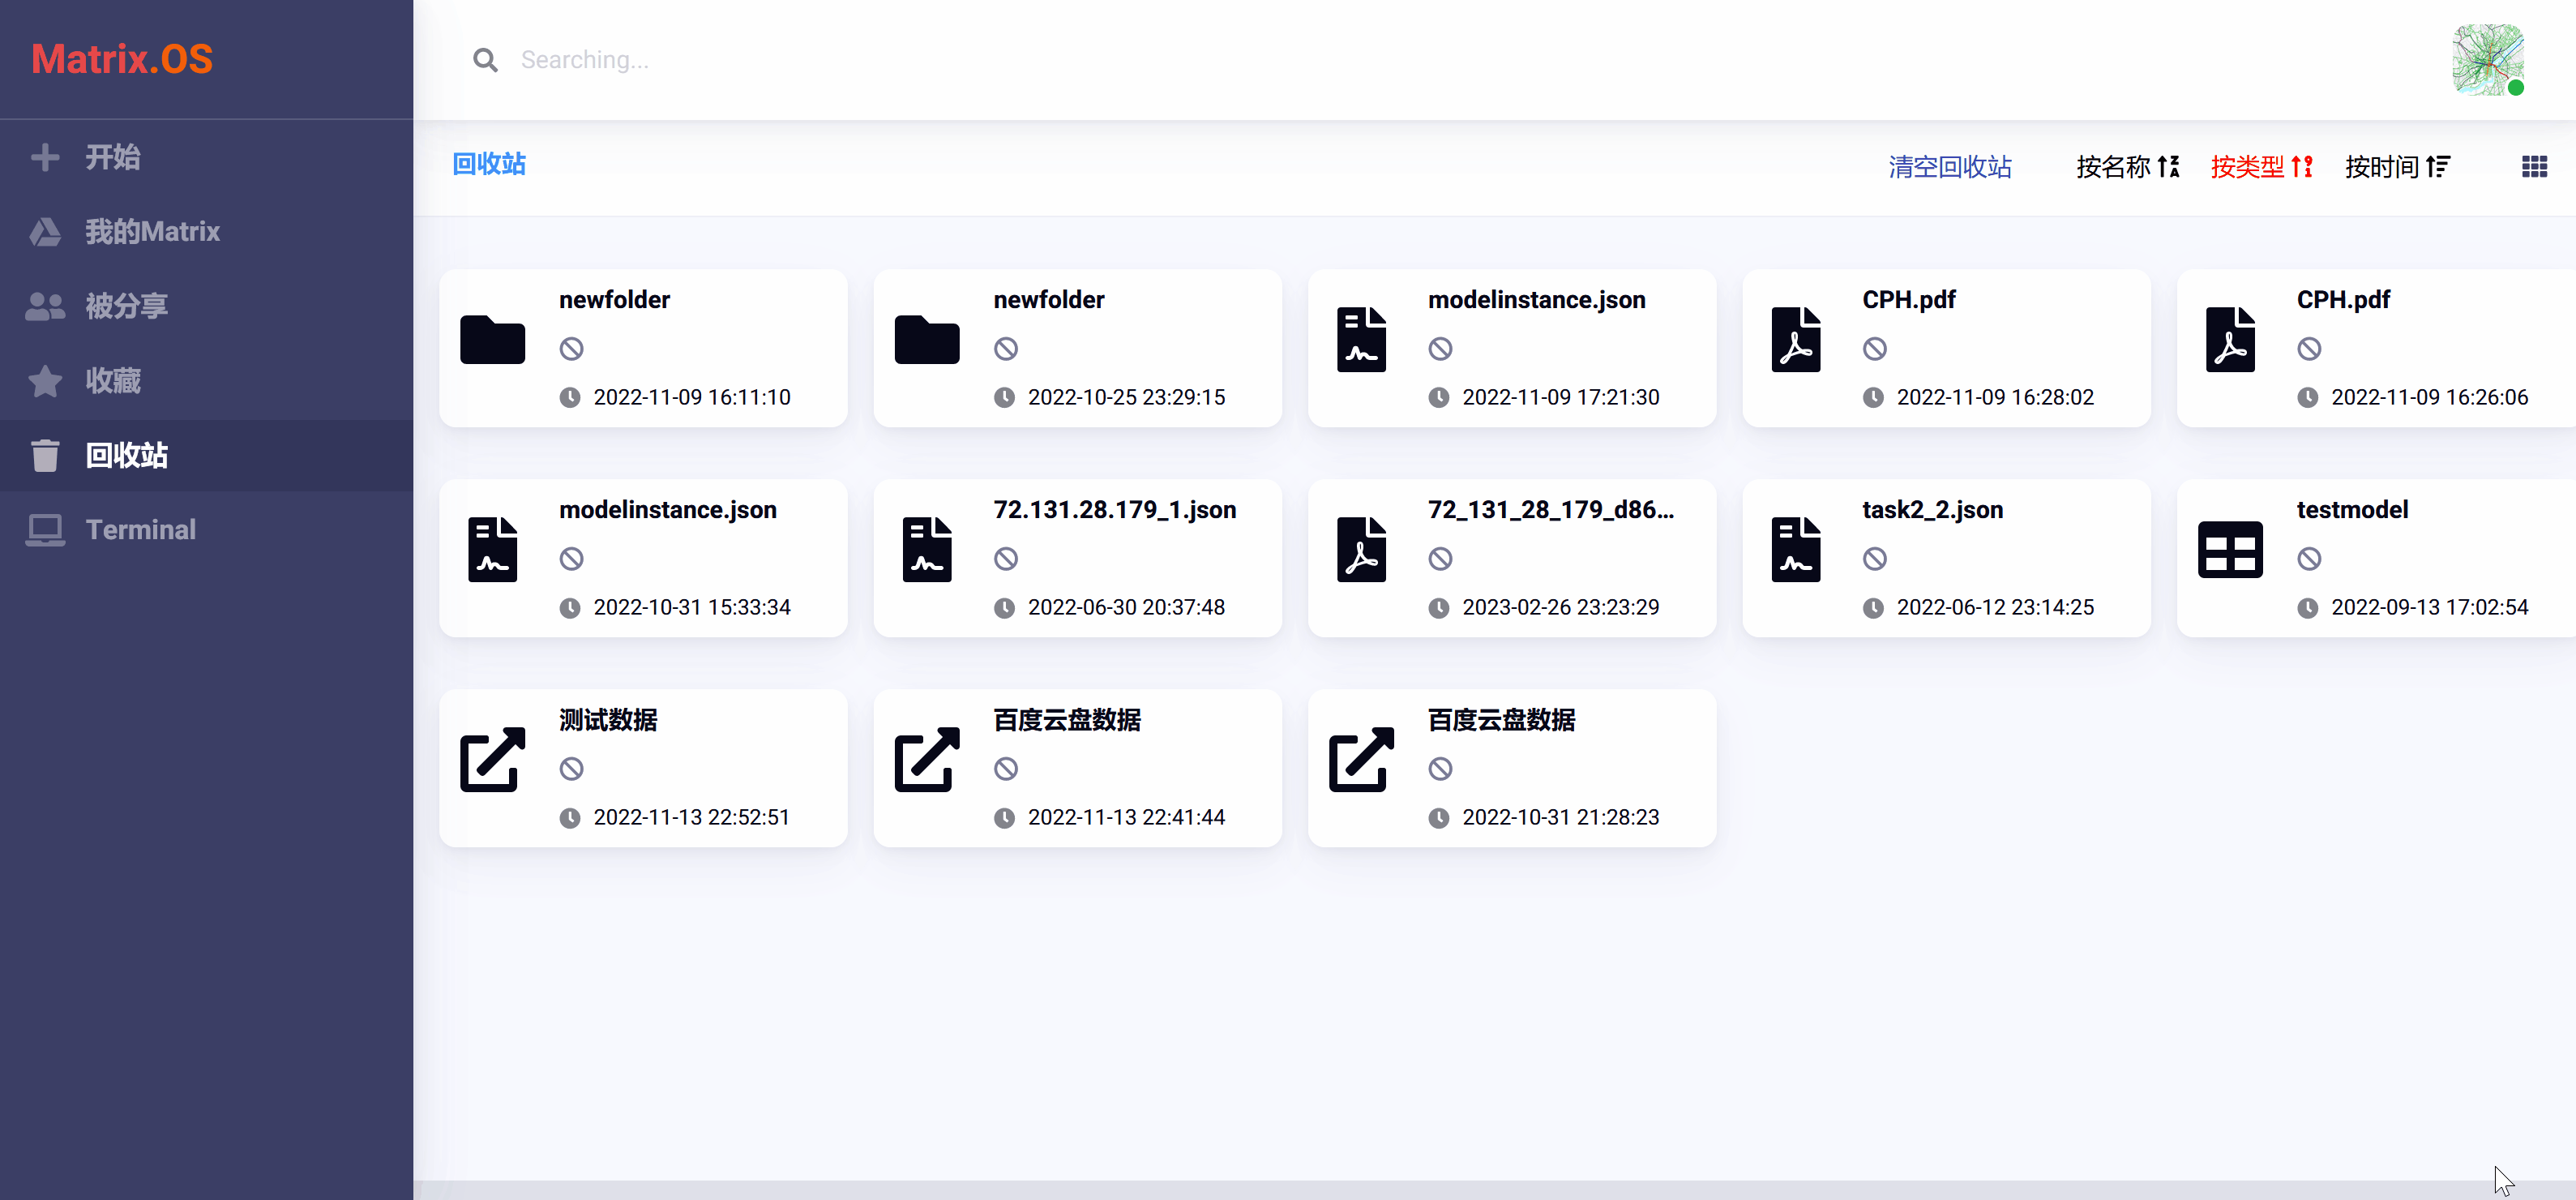 Matrix.OS
Searching...
开始
我的Matrix
被分享
收藏
回收站
Terminal
回收站
清空回收站
按名称
按类型
按时间
newfolder
2022-11-09 16:11:10
newfolder
2022-10-25 23:29:15
modelinstance.json
2022-11-09 17:21:30
CPH.pdf
2022-11-09 16:28:02
CPH.pdf
2022-11-09 16:26:06
modelinstance.json
2022-10-31 15:33:34
72.131.28.179_1.json
2022-06-30 20:37:48
72_131_28_179_d86...
2023-02-26 23:23:29
task2_2.json
2022-06-12 23:14:25
testmodel
2022-09-13 17:02:54
测试数据
2022-11-13 22:52:51
百度云盘数据
2022-11-13 22:41:44
百度云盘数据
2022-10-31 21:28:23